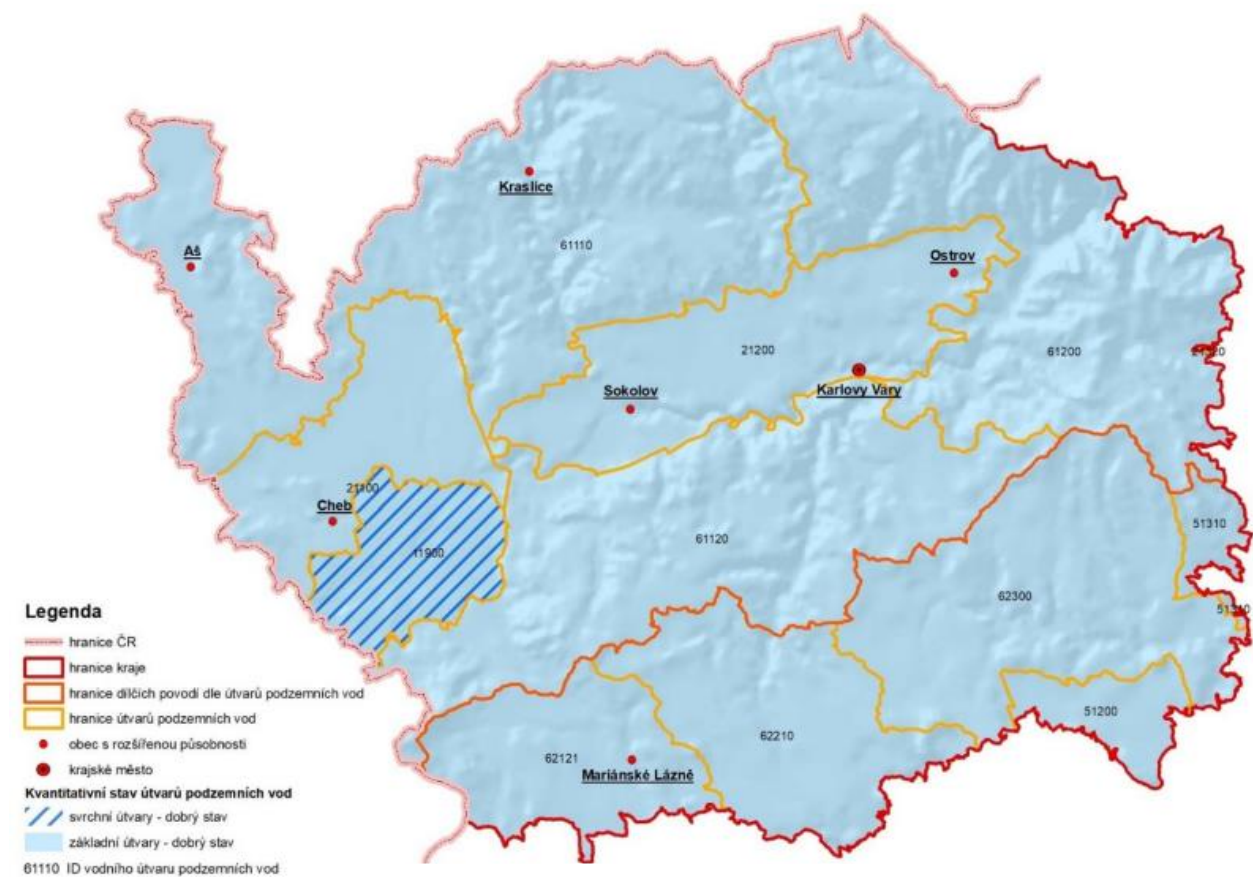 Kraslice
Aš
61110
Ostrov
21200
61200
Karlovy Vary
Sokolov
21100
Cheb
11900
61120
51310
62300
51310
51200
62210
62121
Mariánské Lázně
Legenda
hranice ČR
hranice kraje
hranice dílčích povodí dle útvarů podzemních vod
hranice útvarů podzemních vod
obec s rozšířenou působnosti
krajské město
Kvantitativní stav útvarů podzemních vod
svrchní útvary - dobrý stav
základní útvary - dobrý stav
61110 ID vodního útvaru podzemních vod